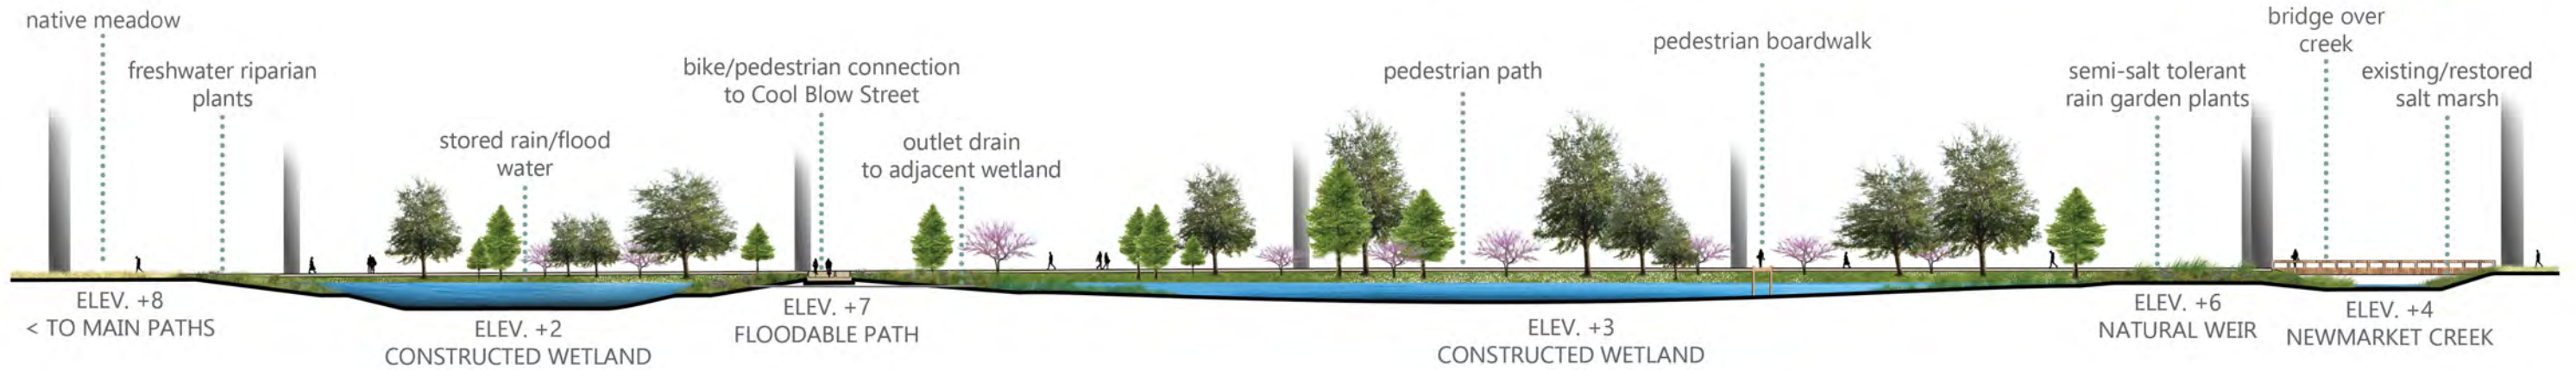 native meadow
freshwater riparian
plants
stored rain/flood
water
bike/pedestrian connection
to Cool Blow Street
outlet drain
to adjacent wetland
pedestrian path
pedestrian boardwalk
semi-salt tolerant
rain garden plants
bridge over
creek
existing/restored
salt marsh
ELEV. +8
< TO MAIN PATHS
ELEV. +2
CONSTRUCTED WETLAND
ELEV. +7
FLOODABLE PATH
ELEV. +3
CONSTRUCTED WETLAND
ELEV. +6
NATURAL WEIR
ELEV. +4
NEWMARKET CREEK